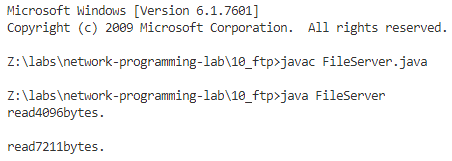 Microsoft Windows [Version 6.1.7601]
Copyright (c) 2009 Microsoft Corporation.  All rights reserved.
Z:\labs\network-programming-lab\10_ftp>javac FileServer.java
Z:\labs\network-programming-lab\10_ftp>java FileServer
read4096bytes.
read7211bytes.